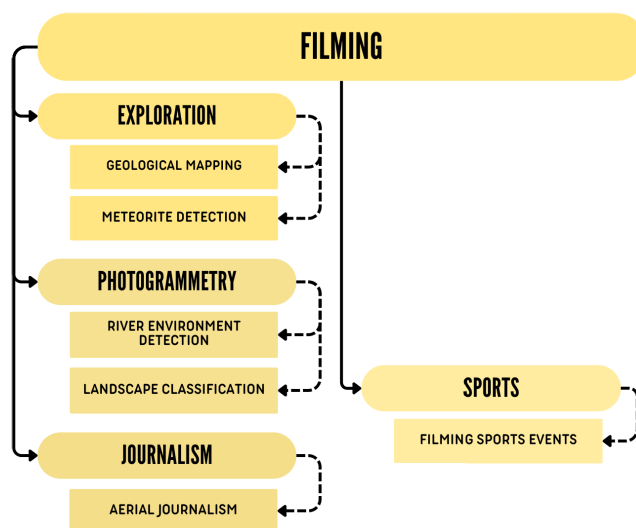 FILMING
EXPLORATION
GEOLOGICAL MAPPING
METEORITE DETECTION
PHOTOGRAMMETRY
RIVER ENVIRONMENT
DETECTION
LANDSCAPE CLASSIFICATION
SPORTS
FILMING SPORTS EVENTS
JOURNALISM
AERIAL JOURNALISM